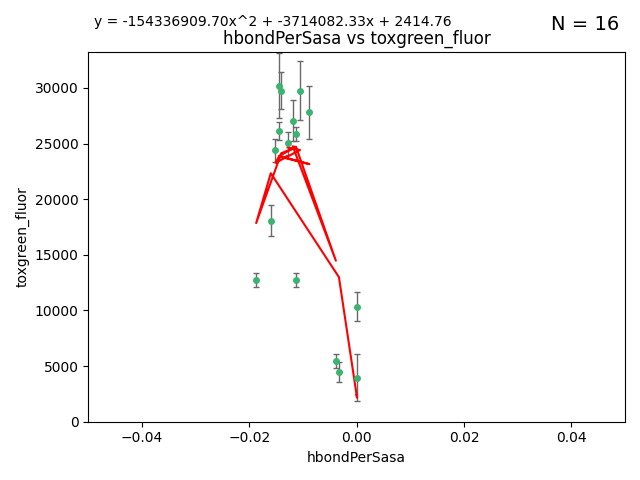 y = -154336909.70x^2 + -3714082.33x + 2414.76
N = 16
hbondPerSasa vs toxgreen_fluor
30000
25000
20000
15000
10000
5000
0
toxgreen_fluor
−0.04
−0.02
0.00
0.02
0.04
hbondPerSasa